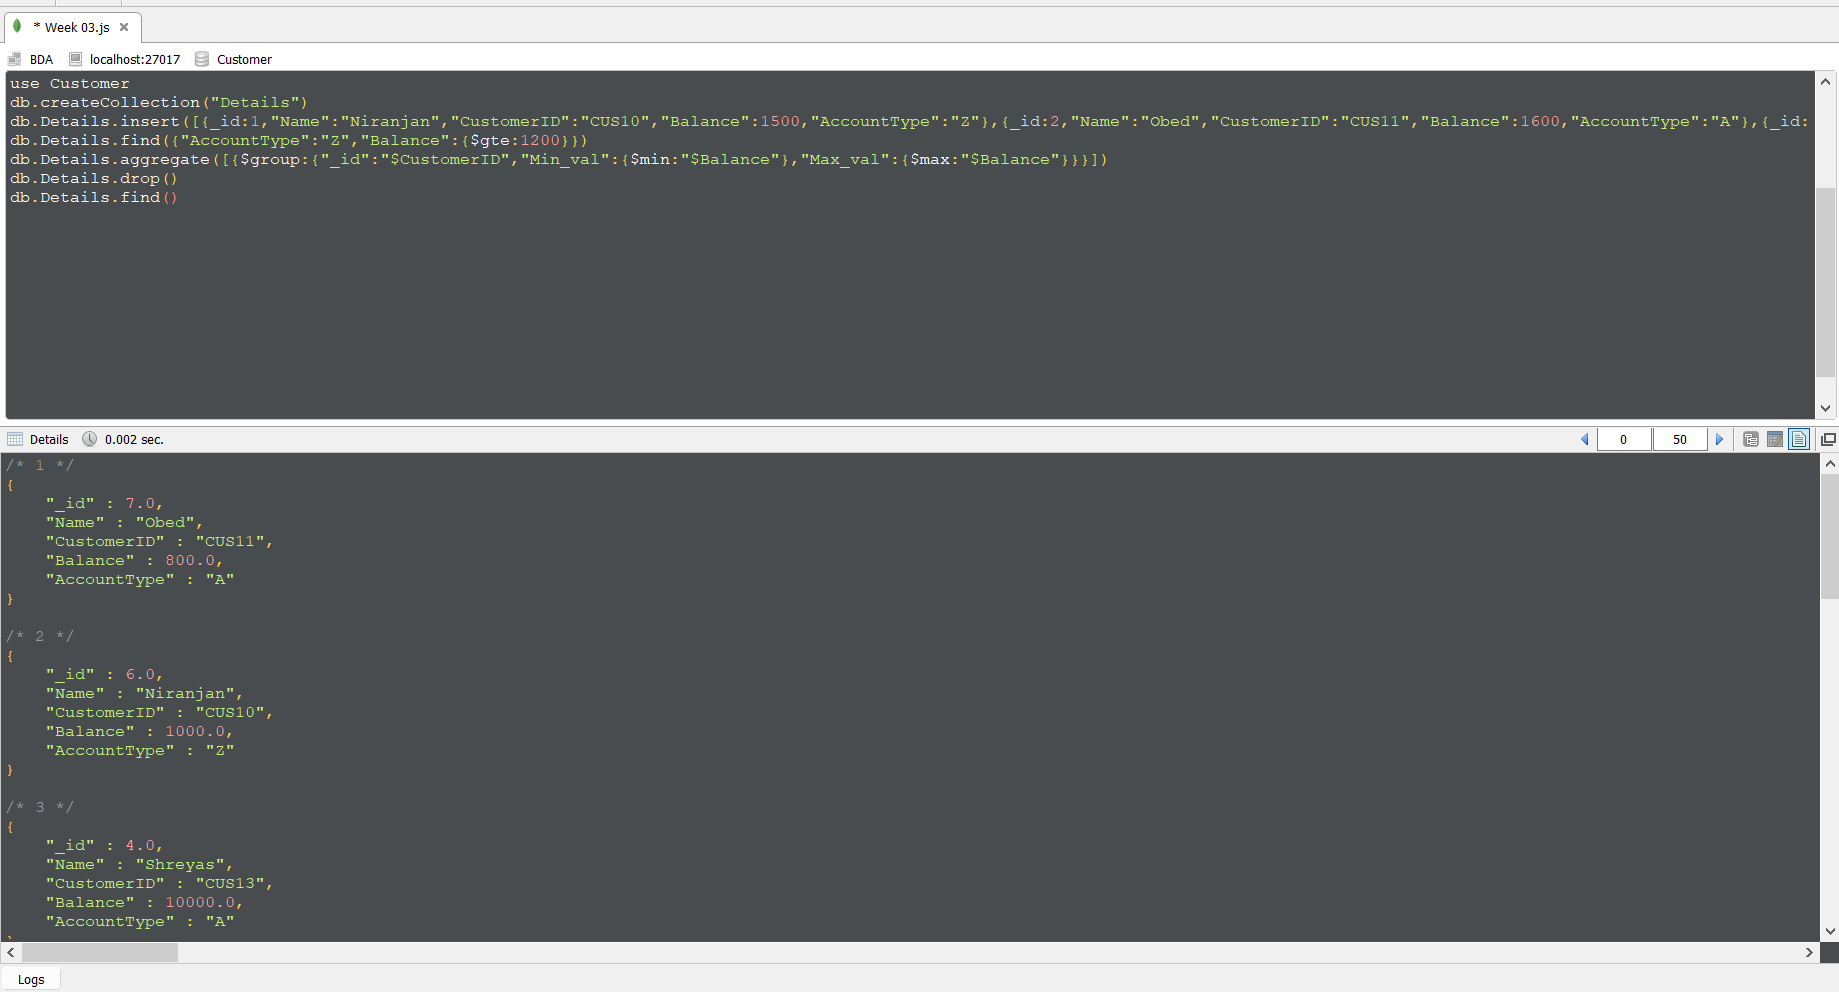 * Week 03.js
BDA localhost:27017 Customer
use Customer
db.createCollection("Details")
db.Details.insert([{_id:1,"Name":"Niranjan","CustomerID":"CUS10","Balance":1500,"AccountType":"Z"},{_id:2,"Name":"Obed","CustomerID":"CUS11","Balance":1600,"AccountType":"A"},{_id:
db.Details.find({"AccountType":"Z","Balance":{$gte:1200}})
db.Details.aggregate([{$group:{"_id":"$CustomerID","Min_val":{$min:"$Balance"},"Max_val":{$max:"$Balance"}}}])
db.Details.drop()
db.Details.find()
Details 0.002 sec. 0 50
/* 1 */
{
"_id" : 7.0,
"Name" : "Obed",
"CustomerID" : "CUS11",
"Balance" : 800.0,
"AccountType" : "A"
}
/* 2 */
{
"_id" : 6.0,
"Name" : "Niranjan",
"CustomerID" : "CUS10",
"Balance" : 1000.0,
"AccountType" : "Z"
}
/* 3 */
{
"_id" : 4.0,
"Name" : "Shreyas",
"CustomerID" : "CUS13",
"Balance" : 10000.0,
"AccountType" : "A"
Logs